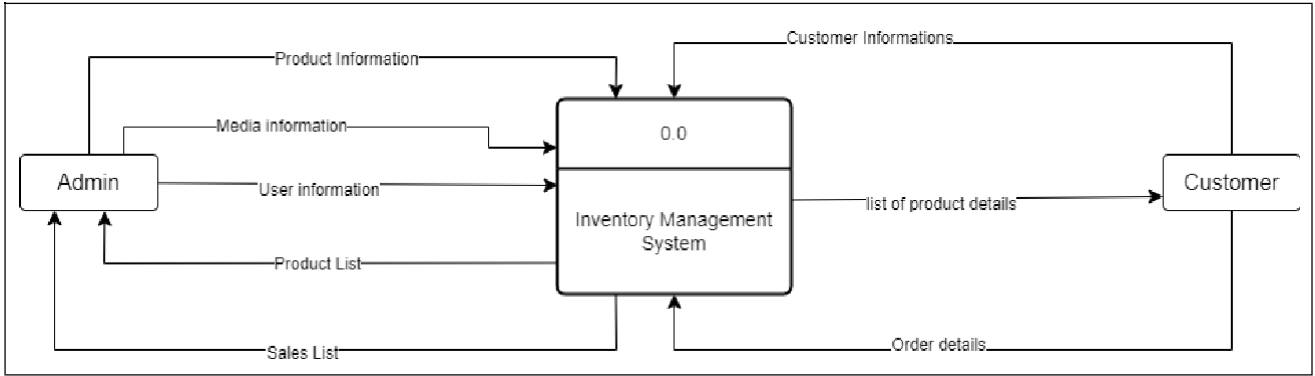 Customer Informations
Product Information
Media information
0.0
Admin
User information
Customer
list of product details
Inventory Management
System
Product List
Sales List
Order details